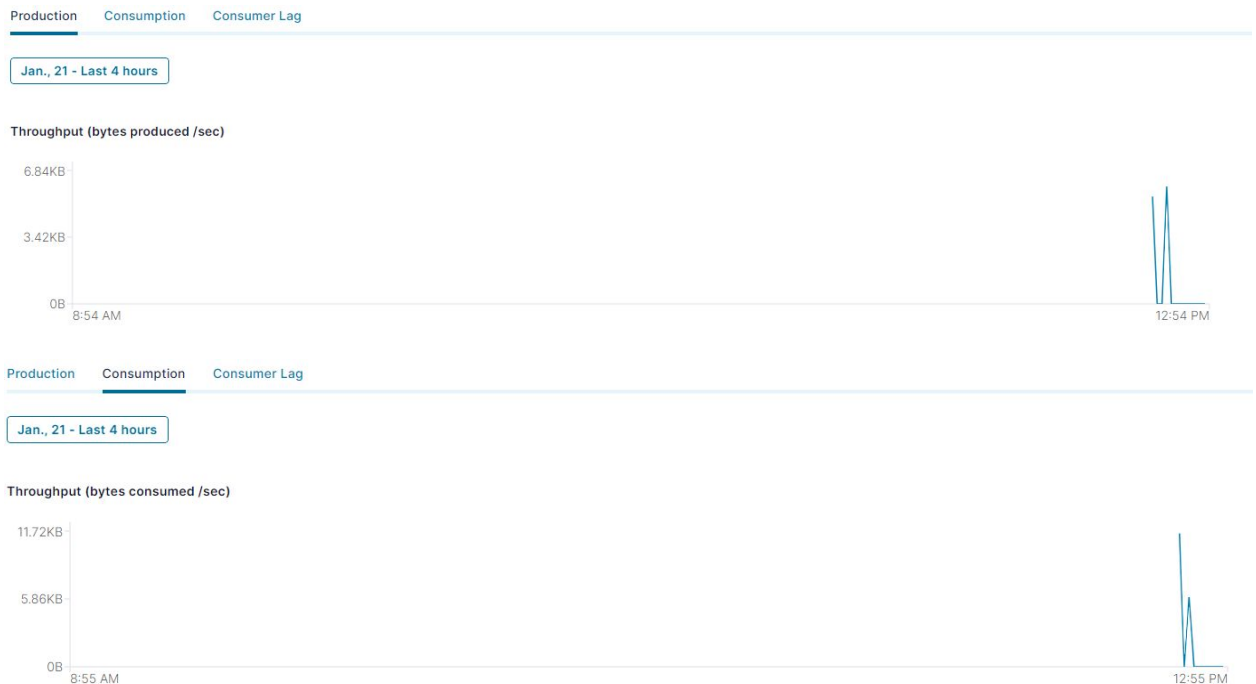 Production Consumption Consumer Lag
Jan., 21 - Last 4 hours
Throughput (bytes produced /sec)
6.84KB
3.42KB
0B
8:54 AM 12:54 PM
Production Consumption Consumer Lag
Jan., 21 - Last 4 hours
Throughput (bytes consumed /sec)
11.72KB
5.86KB
0B
8:55 AM 12:55 PM